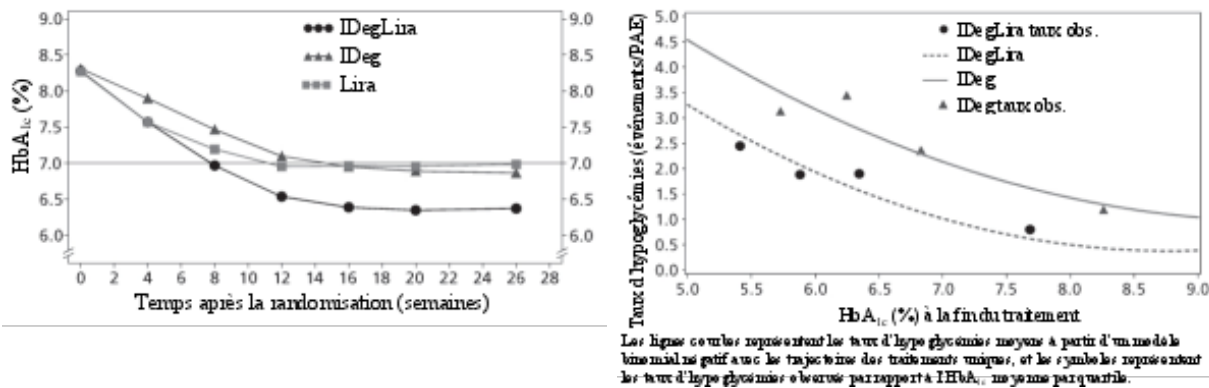 9.0
8.5
8.0
7.5
7.0
6.5
6.0
HbA1c (%)
9.0
8.5
8.0
7.5
7.0
6.5
6.0
IDegLira
IDeg
Lira
0 2 4 6 8 10 12 14 16 18 20 22 24 26 28
Temps après la randomisation (semaines)
Taux d'hypoglycémies (événements/PAE)
5.0
4.5
4.0
3.5
3.0
2.5
2.0
1.5
1.0
0.5
0.0
IDegLira taux obs.
IDegLira
IDeg
IDeg taux obs.
5.0 5.5 6.0 6.5 7.0 7.5 8.0 8.5 9.0
HbA1c (%) à la fin du traitement
Les lignes courbes représentent les taux d'hypoglycémies moyens à partir d'un modèle
binomial négatif avec les trajectoires des traitements uniques, et les symboles représentent
les taux d'hypoglycémies observés par rapport à l'HbA1c moyenne par quartile.